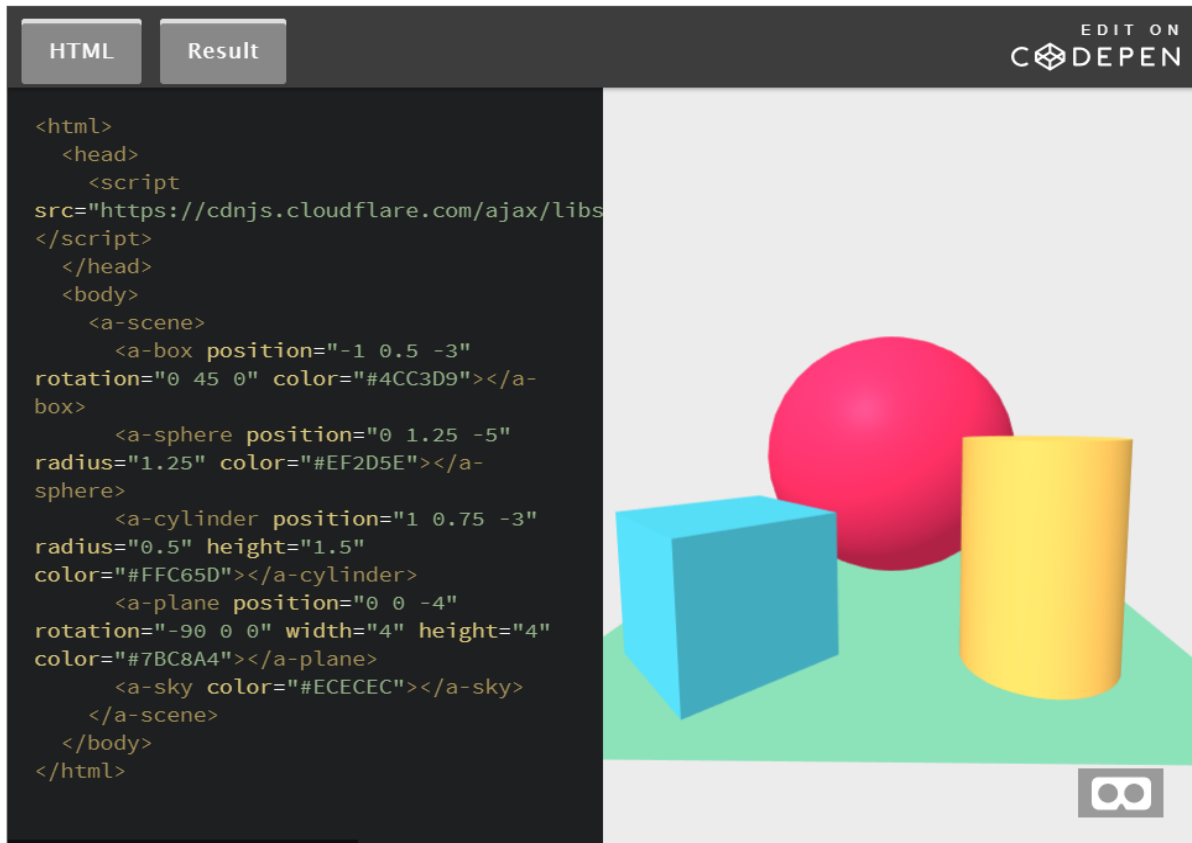 HTML
Result
EDIT ON
CODEPEN
<html>
  <head>
    <script
src="https://cdnjs.cloudflare.com/ajax/libs
</script>
  </head>
  <body>
    <a-scene>
      <a-box position="-1 0.5 -3"
rotation="0 45 0" color="#4CC3D9"></a-
box>
      <a-sphere position="0 1.25 -5"
radius="1.25" color="#EF2D5E"></a-
sphere>
      <a-cylinder position="1 0.75 -3"
radius="0.5" height="1.5"
color="#FFC65D"></a-cylinder>
      <a-plane position="0 0 -4"
rotation="-90 0 0" width="4" height="4"
color="#7BC8A4"></a-plane>
      <a-sky color="#ECECEC"></a-sky>
    </a-scene>
  </body>
</html>